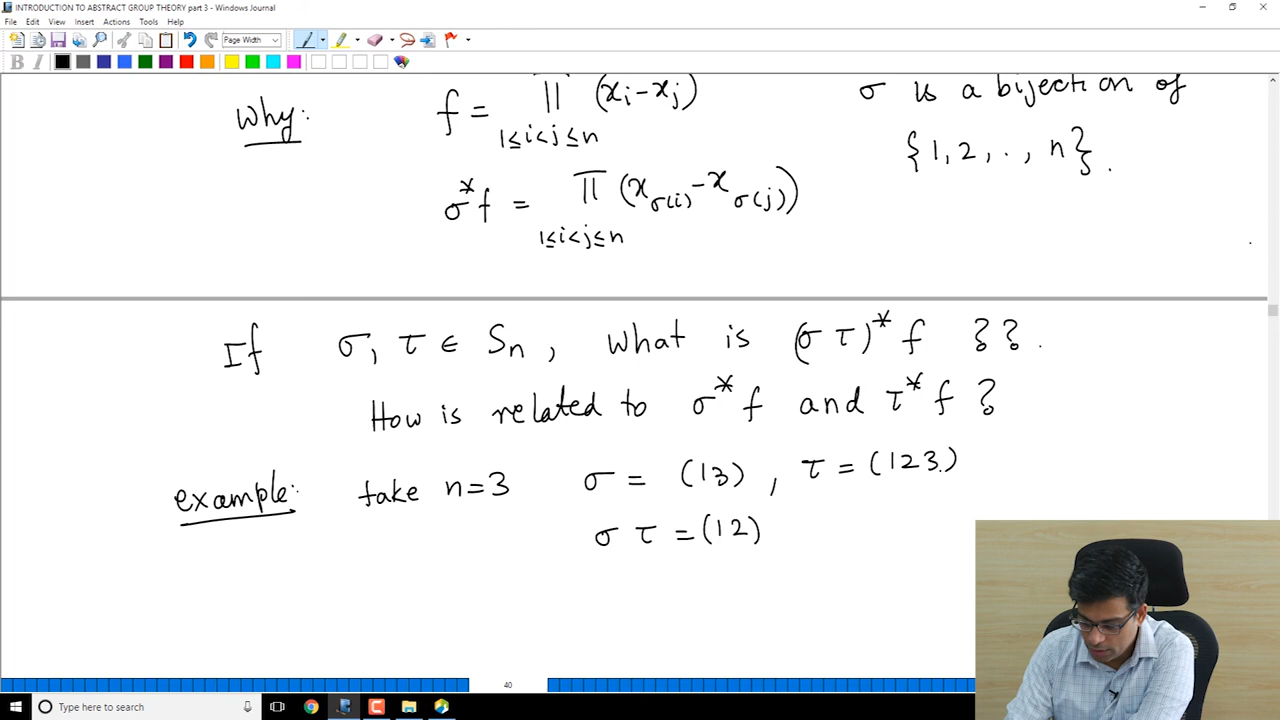 INTRODUCTION TO ABSTRACT GROUP THEORY part 3 - Windows Journal
File Edit View Insert Actions Tools Help
Page Width
B I
Why: f = ∏ (xi - xj)
1≤i<j≤n
σ is a bijection of
{1,2,.., n}.
σ*f = ∏ (xσ(i) - xσ(j))
1≤i<j≤n
If σ, τ ∈ Sn, what is (σ τ)* f ??.
How is related to σ* f and τ* f ?
example: take n=3 σ = (13), τ = (123)
σ τ = (12)
40
Type here to search